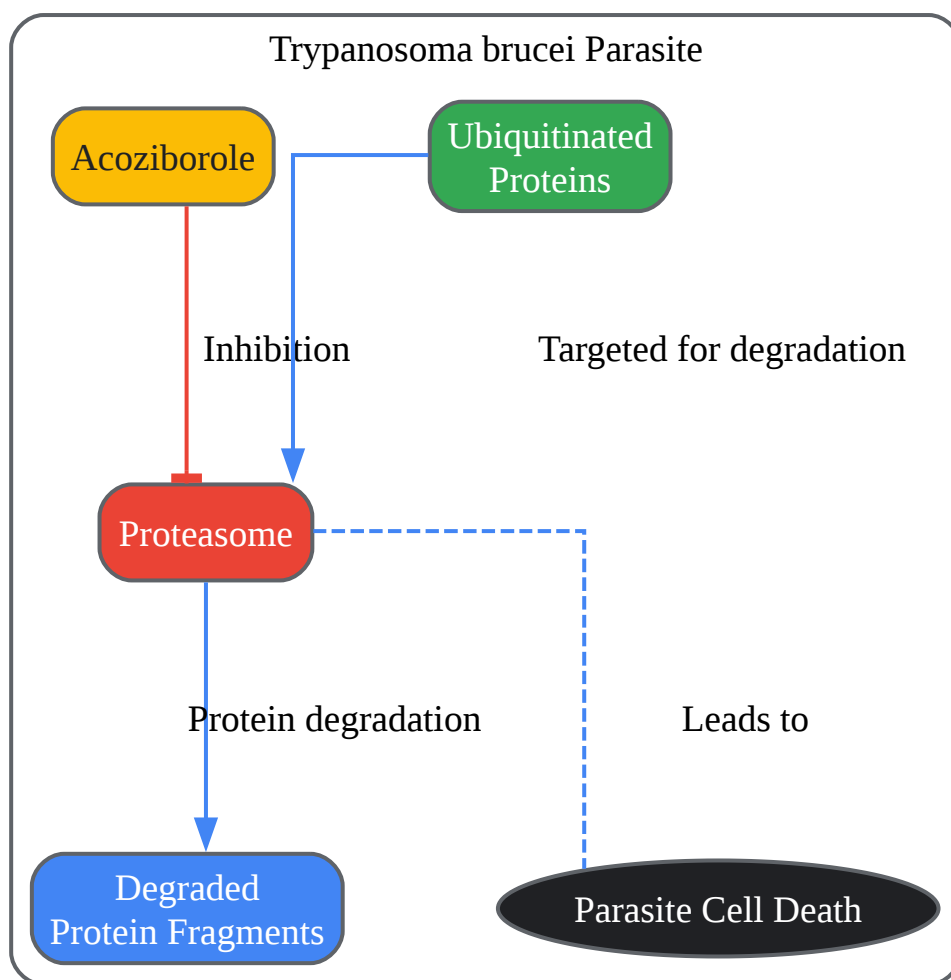 Trypanosoma brucei Parasite
Acoziborole
Ubiquitinated
Proteins
Inhibition
Targeted for degradation
Proteasome
Protein degradation
Leads to
Degraded
Protein Fragments
Parasite Cell Death